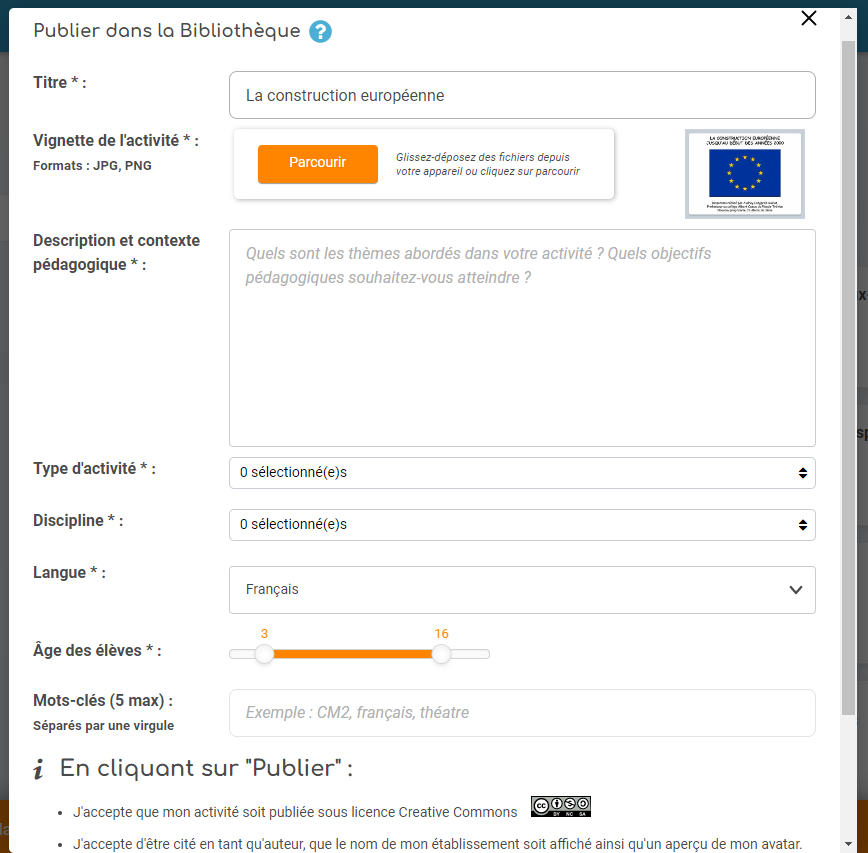 Publier dans la Bibliothèque ?
Titre * :
La construction européenne
Vignette de l'activité * :
Formats : JPG, PNG
Parcourir
Glissez-déposez des fichiers depuis
votre appareil ou cliquez sur parcourir
LA CONSTRUCTION EUROPÉENNE
JUSQU'AU DÉBUT DES ANNÉES 2000
Description et contexte
pédagogique * :
Quels sont les thèmes abordés dans votre activité ? Quels objectifs
pédagogiques souhaitez-vous atteindre ?
Type d'activité * :
0 sélectionné(e)s
Discipline * :
0 sélectionné(e)s
Langue * :
Français
Âge des élèves * :
3 16
Mots-clés (5 max) :
Séparés par une virgule
Exemple : CM2, français, théatre
i En cliquant sur "Publier" :
J'accepte que mon activité soit publiée sous licence Creative Commons
cc BY NC SA
J'accepte d'être cité en tant qu'auteur, que le nom de mon établissement soit affiché ainsi qu'un aperçu de mon avatar.